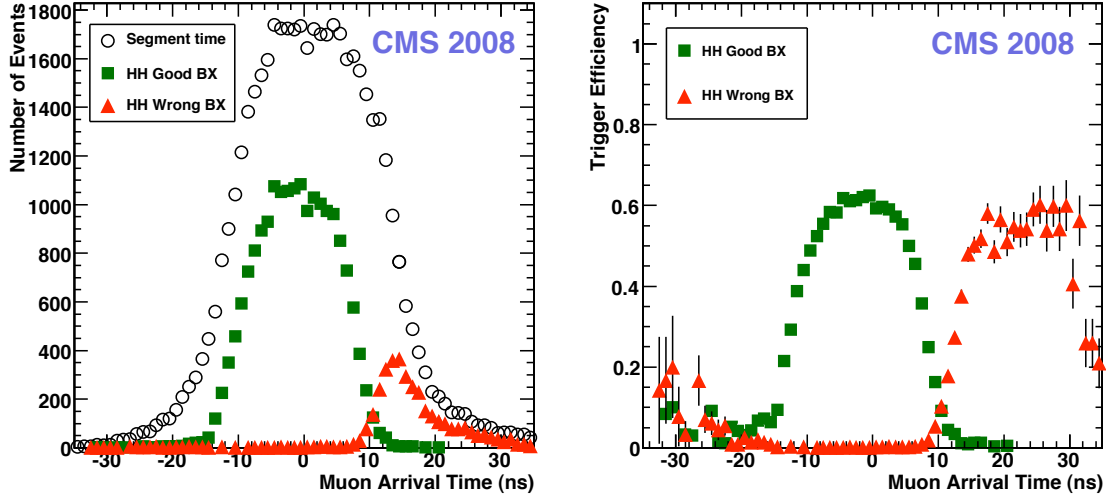 Number of Events
1800
1600
1400
1200
1000
800
600
400
200
0
Segment time
HH Good BX
HH Wrong BX
CMS 2008
-30 -20 -10 0 10 20 30
Muon Arrival Time (ns)
Trigger Efficiency
1
0.8
0.6
0.4
0.2
0
HH Good BX
HH Wrong BX
CMS 2008
-30 -20 -10 0 10 20 30
Muon Arrival Time (ns)